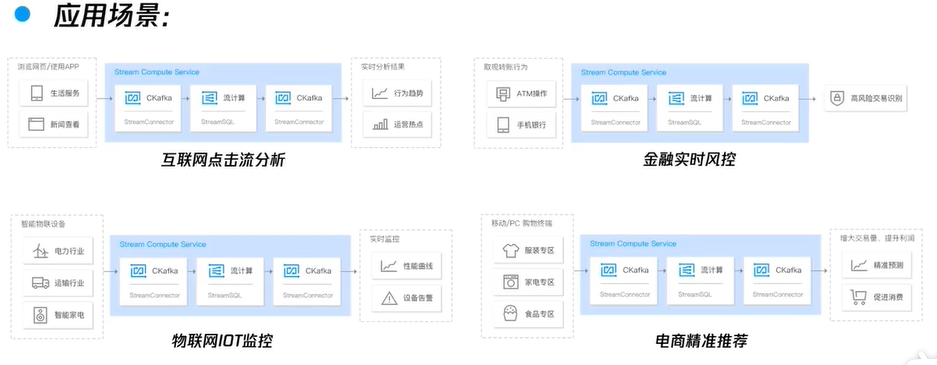 应用场景:
浏览网页/使用APP
生活服务
新闻查看
Stream Compute Service
CKafka
StreamConnector
流计算
StreamSQL
CKafka
StreamConnector
实时分析结果
行为趋势
运营热点
互联网点击流分析
取现转账行为
ATM操作
手机银行
Stream Compute Service
CKafka
StreamConnector
流计算
StreamSQL
CKafka
StreamConnector
高风险交易识别
金融实时风控
智能物联设备
电力行业
运输行业
智能家电
Stream Compute Service
CKafka
StreamConnector
流计算
StreamSQL
CKafka
StreamConnector
实时监控
性能曲线
设备告警
物联网IOT监控
移动/PC 购物终端
服装专区
家电专区
食品专区
Stream Compute Service
CKafka
StreamConnector
流计算
StreamSQL
CKafka
StreamConnector
增大交易量、提升利润
精准预测
促进消费
电商精准推荐